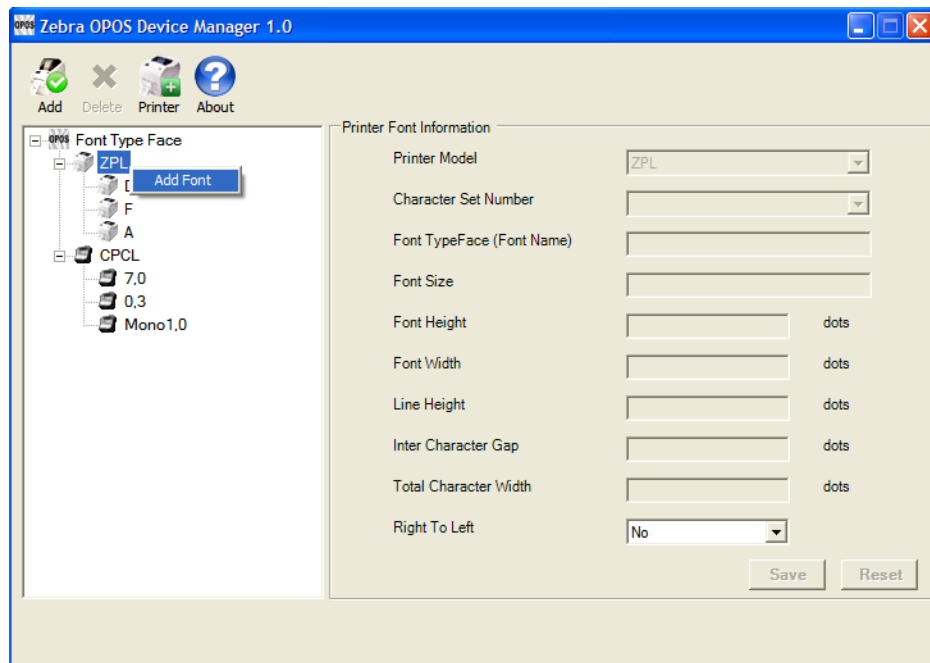 OPOS Zebra OPOS Device Manager 1.0
Add Delete Printer About
OPOS Font Type Face
ZPL
Add Font
F
A
CPCL
7,0
0,3
Mono1,0
Printer Font Information
Printer Model ZPL
Character Set Number
Font TypeFace (Font Name)
Font Size
Font Height dots
Font Width dots
Line Height dots
Inter Character Gap dots
Total Character Width dots
Right To Left No
Save Reset